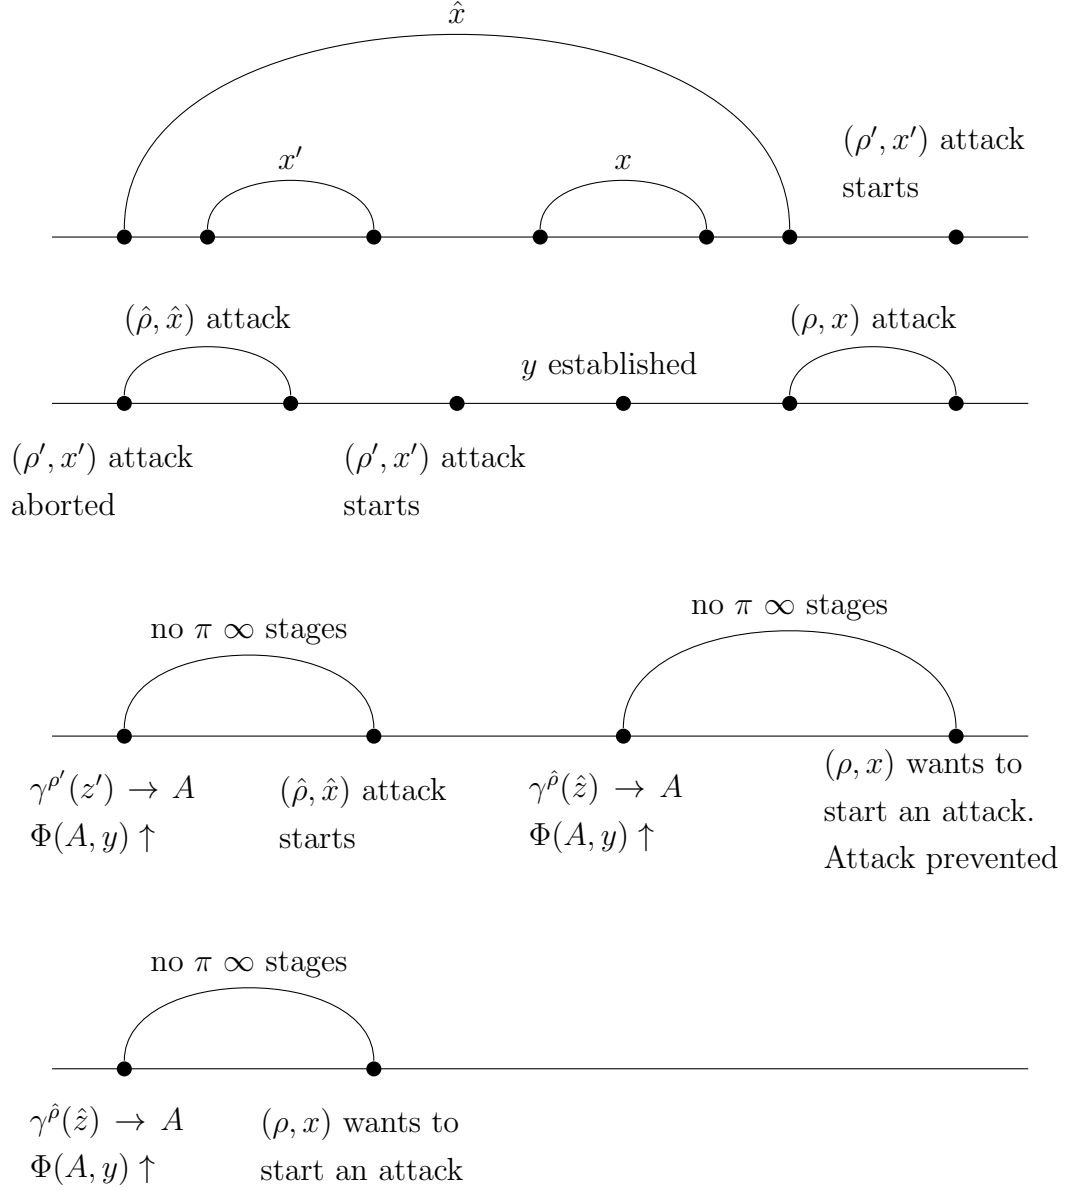 x̂
x′
x
(ρ′, x′) attack
starts
(ρ̂, x̂) attack
(ρ, x) attack
y established
(ρ′, x′) attack
aborted
(ρ′, x′) attack
starts
no π ∞ stages
no π ∞ stages
γ^ρ′(z′) → A
Φ(A, y) ↑
(ρ̂, x̂) attack
starts
γ^ρ̂(ẑ) → A
Φ(A, y) ↑
(ρ, x) wants to
start an attack.
Attack prevented
no π ∞ stages
γ^ρ̂(ẑ) → A
Φ(A, y) ↑
(ρ, x) wants to
start an attack